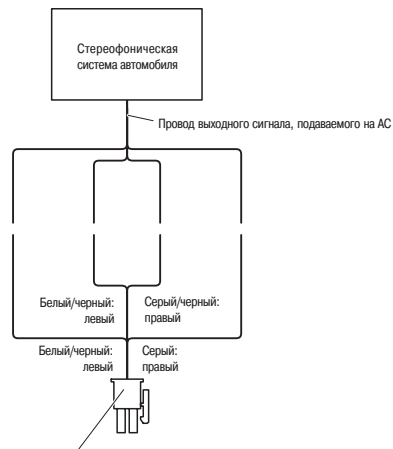 Стереофоническая
система автомобиля
Провод выходного сигнала, подаваемого на АС
Белый/черный:
левый
Серый/черный:
правый
Белый/черный:
левый
Серый:
правый